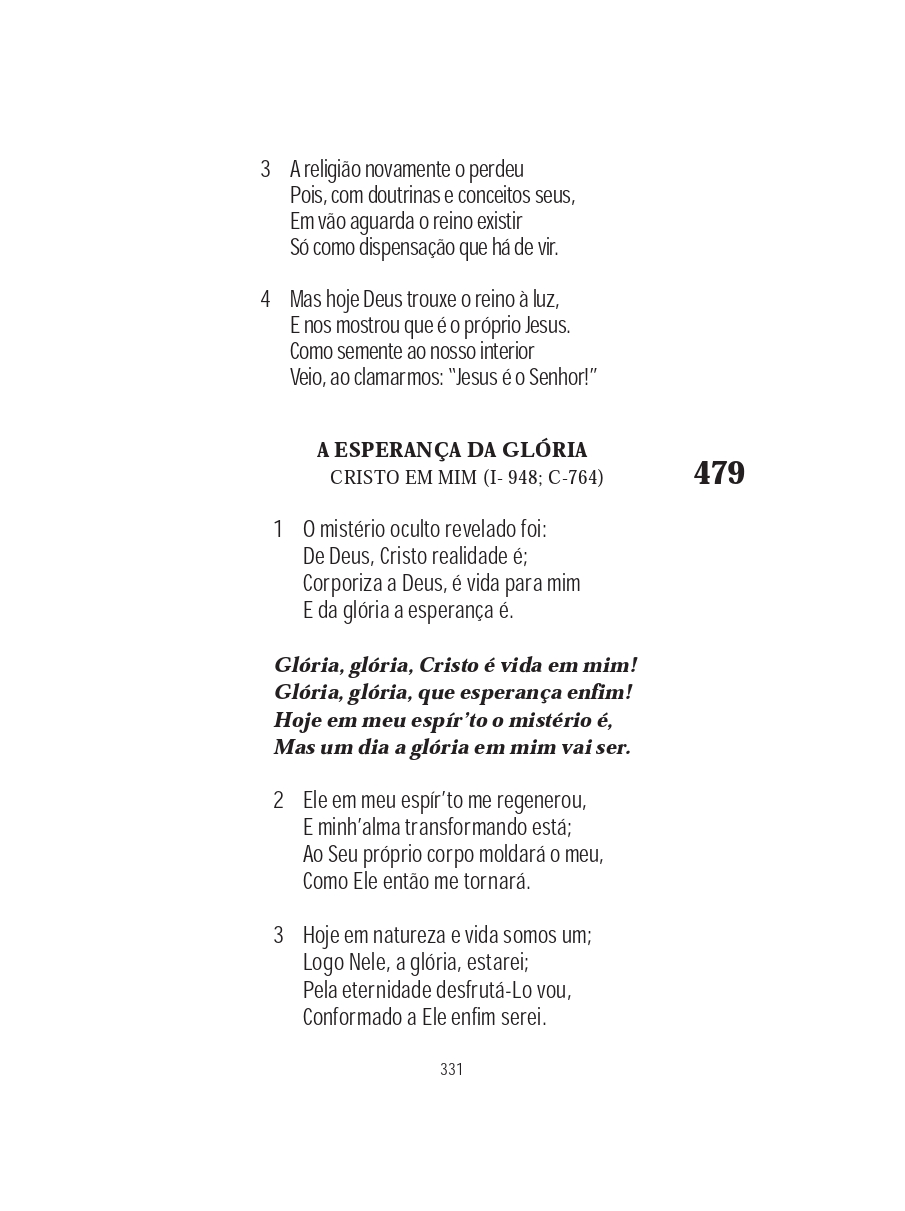 3 A religião novamente o perdeu
Pois, com doutrinas e conceitos seus,
Em vão aguarda o reino existir
Só como dispensação que há de vir.
4 Mas hoje Deus trouxe o reino à luz,
E nos mostrou que é o próprio Jesus.
Como semente ao nosso interior
Veio, ao clamarmos: “Jesus é o Senhor!”
A ESPERANÇA DA GLÓRIA
CRISTO EM MIM (I- 948; C-764)
479
1 O mistério oculto revelado foi:
De Deus, Cristo realidade é;
Corporiza a Deus, é vida para mim
E da glória a esperança é.
Glória, glória, Cristo é vida em mim!
Glória, glória, que esperança enfim!
Hoje em meu espír’to o mistério é,
Mas um dia a glória em mim vai ser.
2 Ele em meu espír’to me regenerou,
E minh’alma transformando está;
Ao Seu próprio corpo moldará o meu,
Como Ele então me tornará.
3 Hoje em natureza e vida somos um;
Logo Nele, a glória, estarei;
Pela eternidade desfrutá-Lo vou,
Conformado a Ele enfim serei.
331